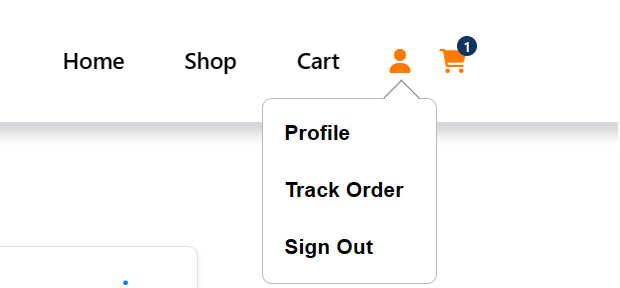 Home Shop Cart 1
Profile
Track Order
Sign Out